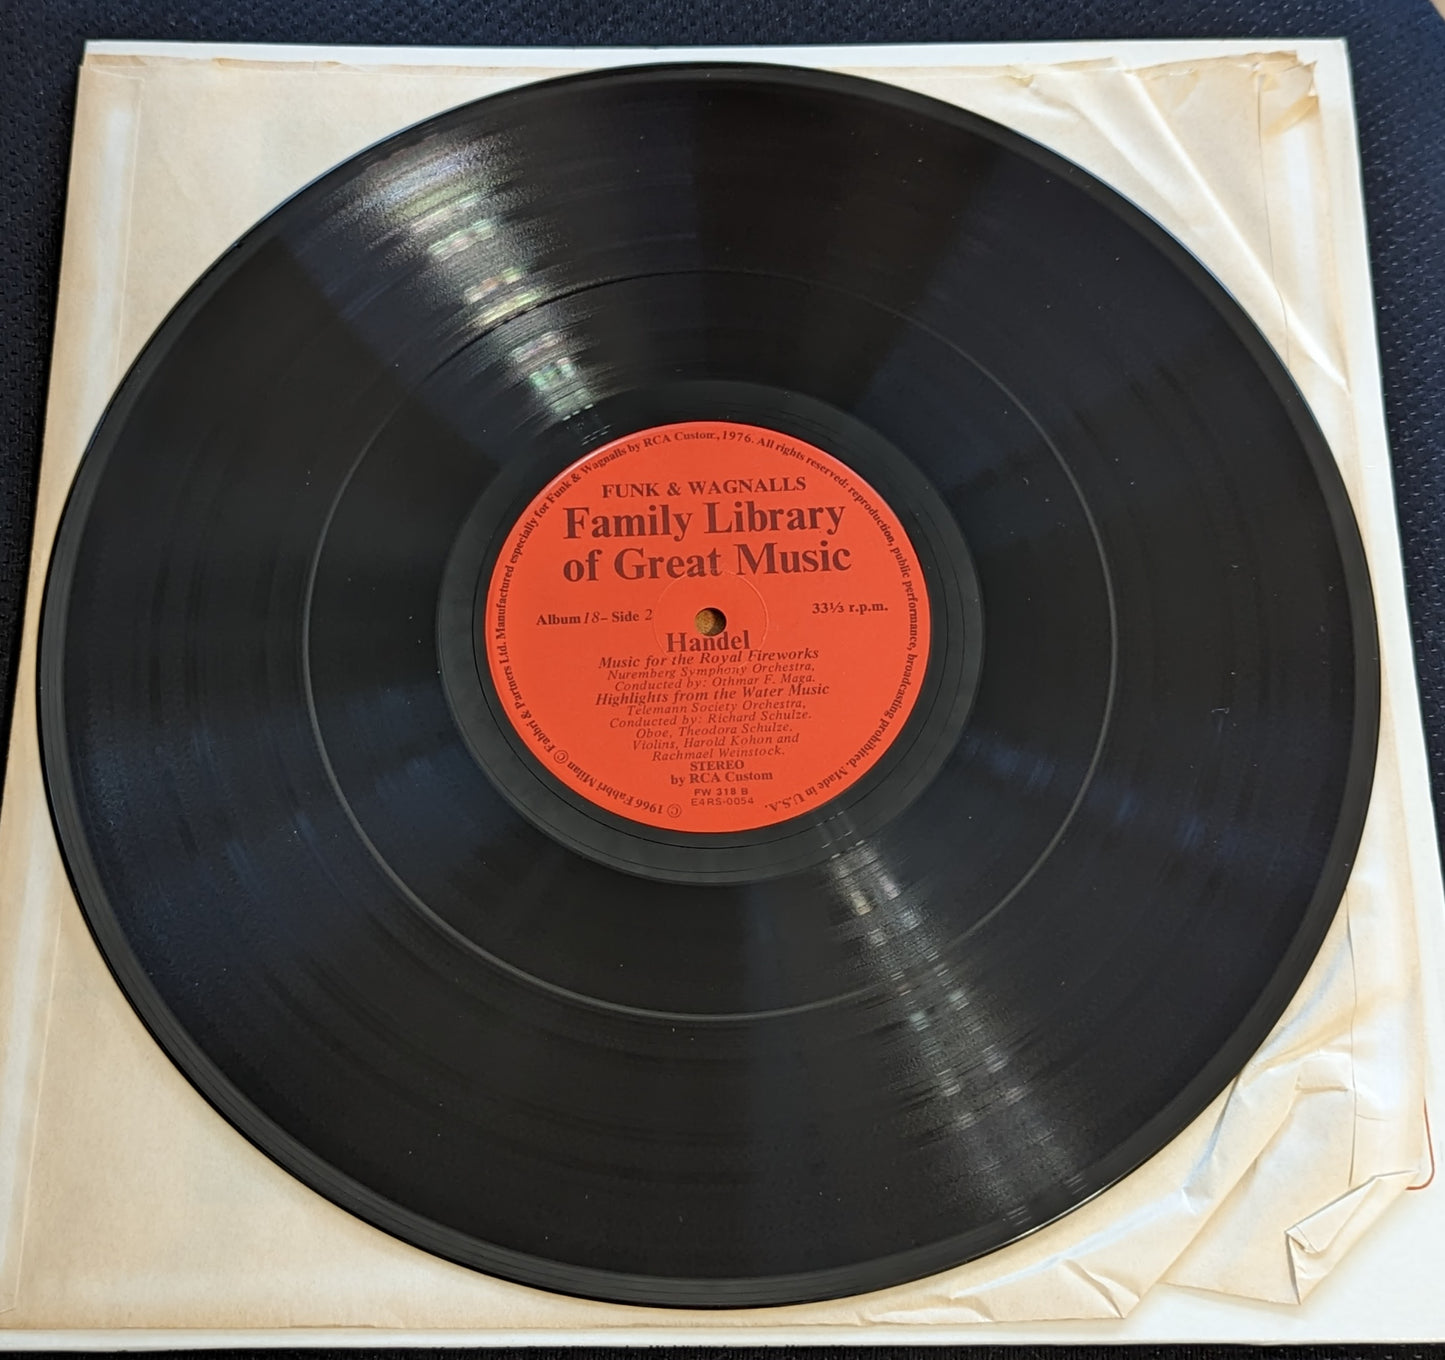 © 1966 Fabbri Milan © Fabbri & Partners Ltd. Manufactured especially for Funk & Wagnalls by RCA Custom, 1976. All rights reserved; reproduction, public performance, broadcasting prohibited. Made in U.S.A.
FUNK & WAGNALLS
Family Library
of Great Music
Album 18- Side 2
33⅓ r.p.m.
Handel
Music for the Royal Fireworks
Nuremberg Symphony Orchestra,
Conducted by: Othmar F. Maga.
Highlights from the Water Music
Telemann Society Orchestra,
Conducted by: Richard Schulze.
Oboe, Theodora Schulze,
Violins, Harold Kohon and
Rachmael Weinstock.
STEREO
by RCA Custom
FW 318 B
E4RS-0054